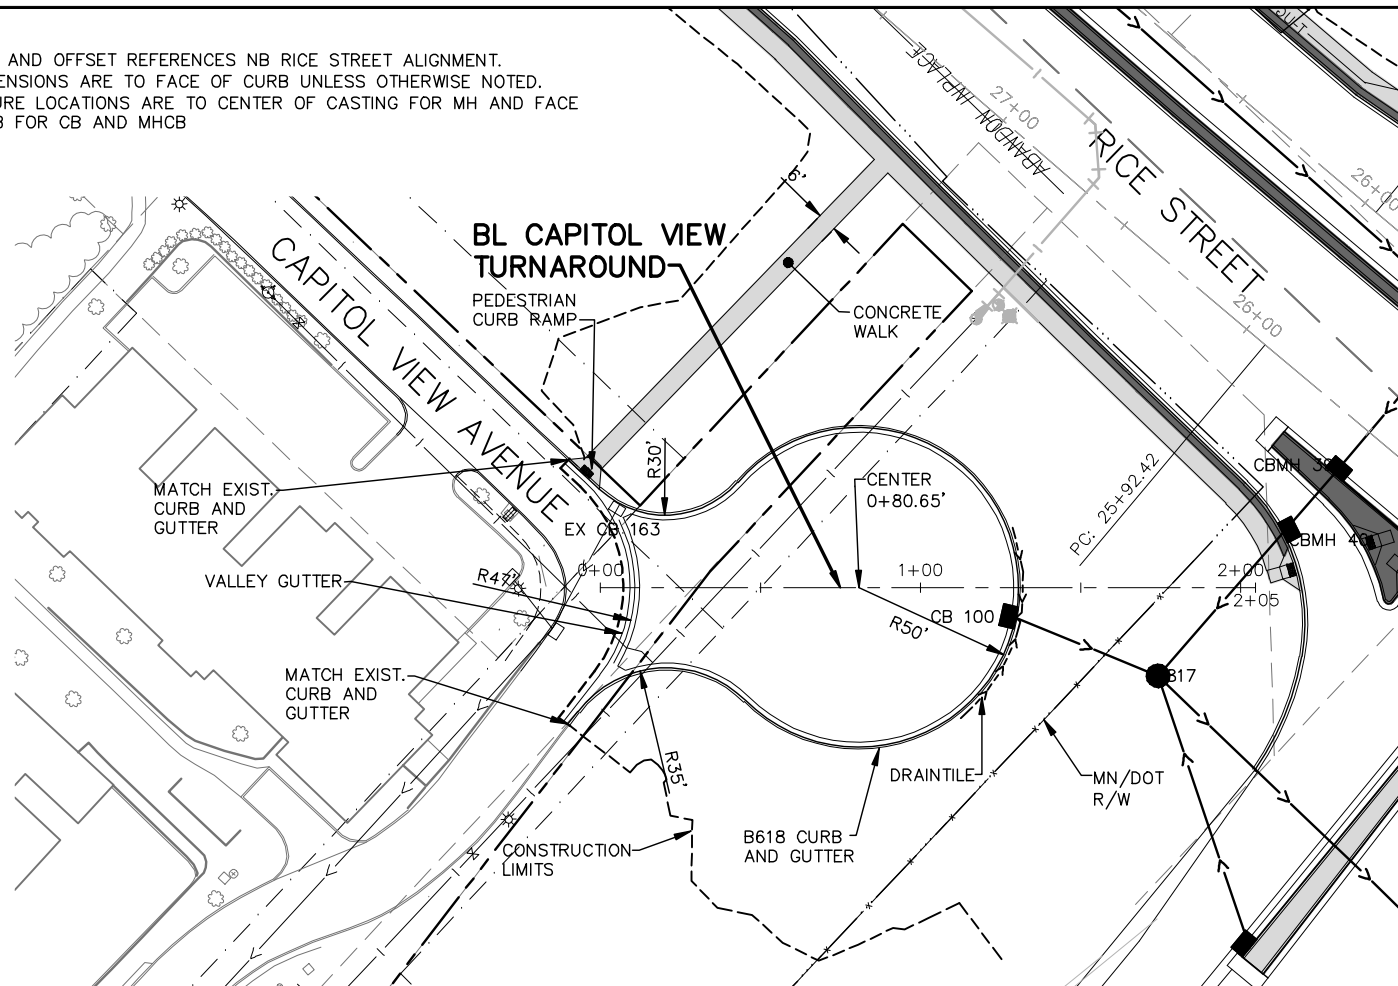 AND OFFSET REFERENCES NB RICE STREET ALIGNMENT.
ENSIONS ARE TO FACE OF CURB UNLESS OTHERWISE NOTED.
URE LOCATIONS ARE TO CENTER OF CASTING FOR MH AND FACE
B FOR CB AND MHCB
ABANDON INPLACE
27+00
RICE STREET
26+00
26+00
6'
BL CAPITOL VIEW
TURNAROUND
CAPITOL VIEW AVENUE
PEDESTRIAN
CURB RAMP
CONCRETE
WALK
R30'
CENTER
0+80.65'
PC: 25+92.42
CBMH
MATCH EXIST.
CURB AND
GUTTER
EX CB 163
CBMH
VALLEY GUTTER
R47'
0+00
1+00
2+00
2+05
CB 100
R50'
MATCH EXIST.
CURB AND
GUTTER
817
R35'
DRAINTILE
MN/DOT
R/W
B618 CURB
AND GUTTER
CONSTRUCTION
LIMITS